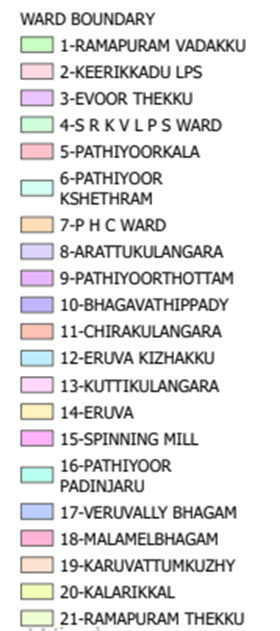 WARD BOUNDARY
1-RAMAPURAM VADAKKU
2-KEERIKKADU LPS
3-EVOOR THEKKU
4-S R K V L P S WARD
5-PATHIYOORKALA
6-PATHIYOOR
KSHETHRAM
7-P H C WARD
8-ARATTUKULANGARA
9-PATHIYOORTHOTTAM
10-BHAGAVATHIPPADY
11-CHIRAKULANGARA
12-ERUVA KIZHAKKU
13-KUTTIKULANGARA
14-ERUVA
15-SPINNING MILL
16-PATHIYOOR
PADINJARU
17-VERUVALLY BHAGAM
18-MALAMELBHAGAM
19-KARUVATTUMKUZHY
20-KALARIKKAL
21-RAMAPURAM THEKKU